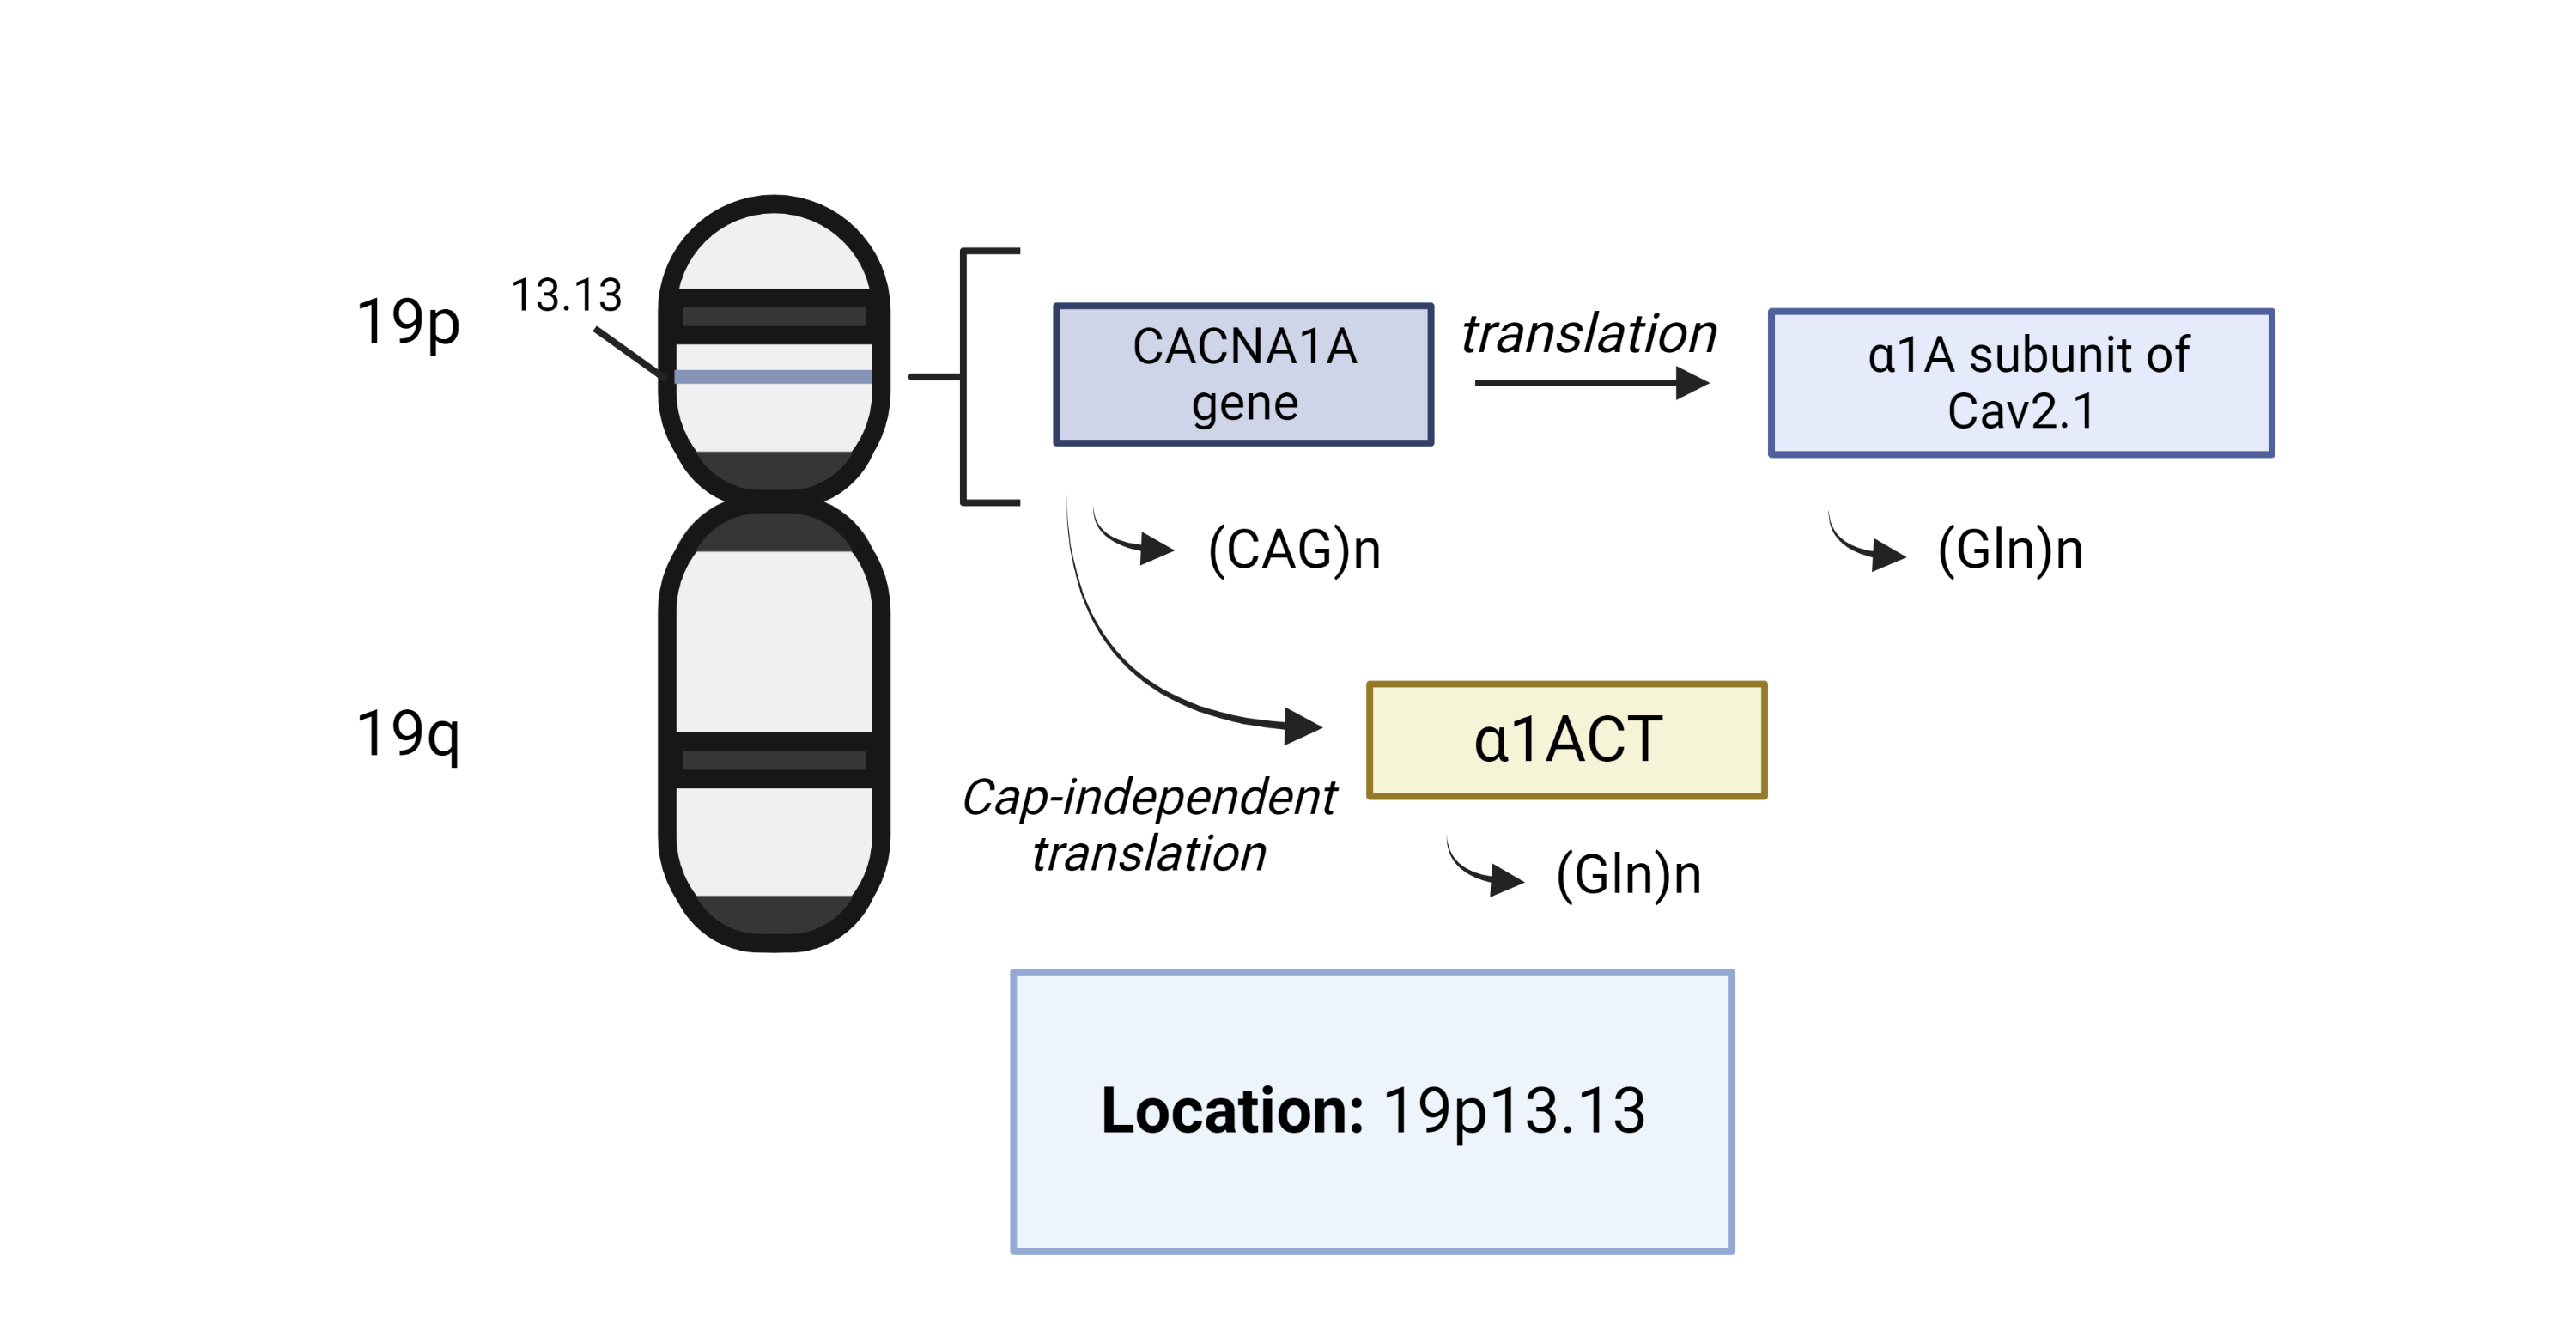 19p
13.13
CACNA1A
gene
translation
α1A subunit of
Cav2.1
(CAG)n
(Gln)n
19q
α1ACT
Cap-independent
translation
(Gln)n
Location: 19p13.13